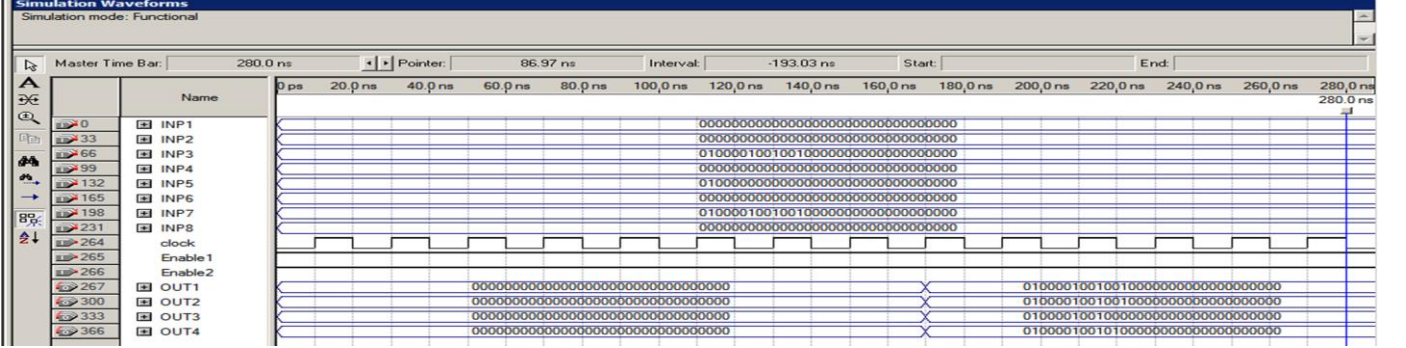 Simulation Waveforms
Simulation mode: Functional
Master Time Bar: 280.0 ns Pointer: 86.97 ns Interval: -193.03 ns Start: End:
Name 0 ps 20.0 ns 40.0 ns 60.0 ns 80.0 ns 100.0 ns 120.0 ns 140.0 ns 160.0 ns 180.0 ns 200.0 ns 220.0 ns 240.0 ns 260.0 ns 280.0 ns
280.0 ns
0 INP1 00000000000000000000000000000000
33 INP2 00000000000000000000000000000000
66 INP3 01000010010010000000000000000000
99 INP4 00000000000000000000000000000000
132 INP5 01000000000000000000000000000000
165 INP6 00000000000000000000000000000000
198 INP7 01000010010010000000000000000000
231 INP8 00000000000000000000000000000000
264 clock
265 Enable1
266 Enable2
267 OUT1 00000000000000000000000000000000 01000010010010000000000000000000
300 OUT2 00000000000000000000000000000000 01000010010010000000000000000000
333 OUT3 00000000000000000000000000000000 01000010010010000000000000000000
366 OUT4 00000000000000000000000000000000 01000010010100000000000000000000